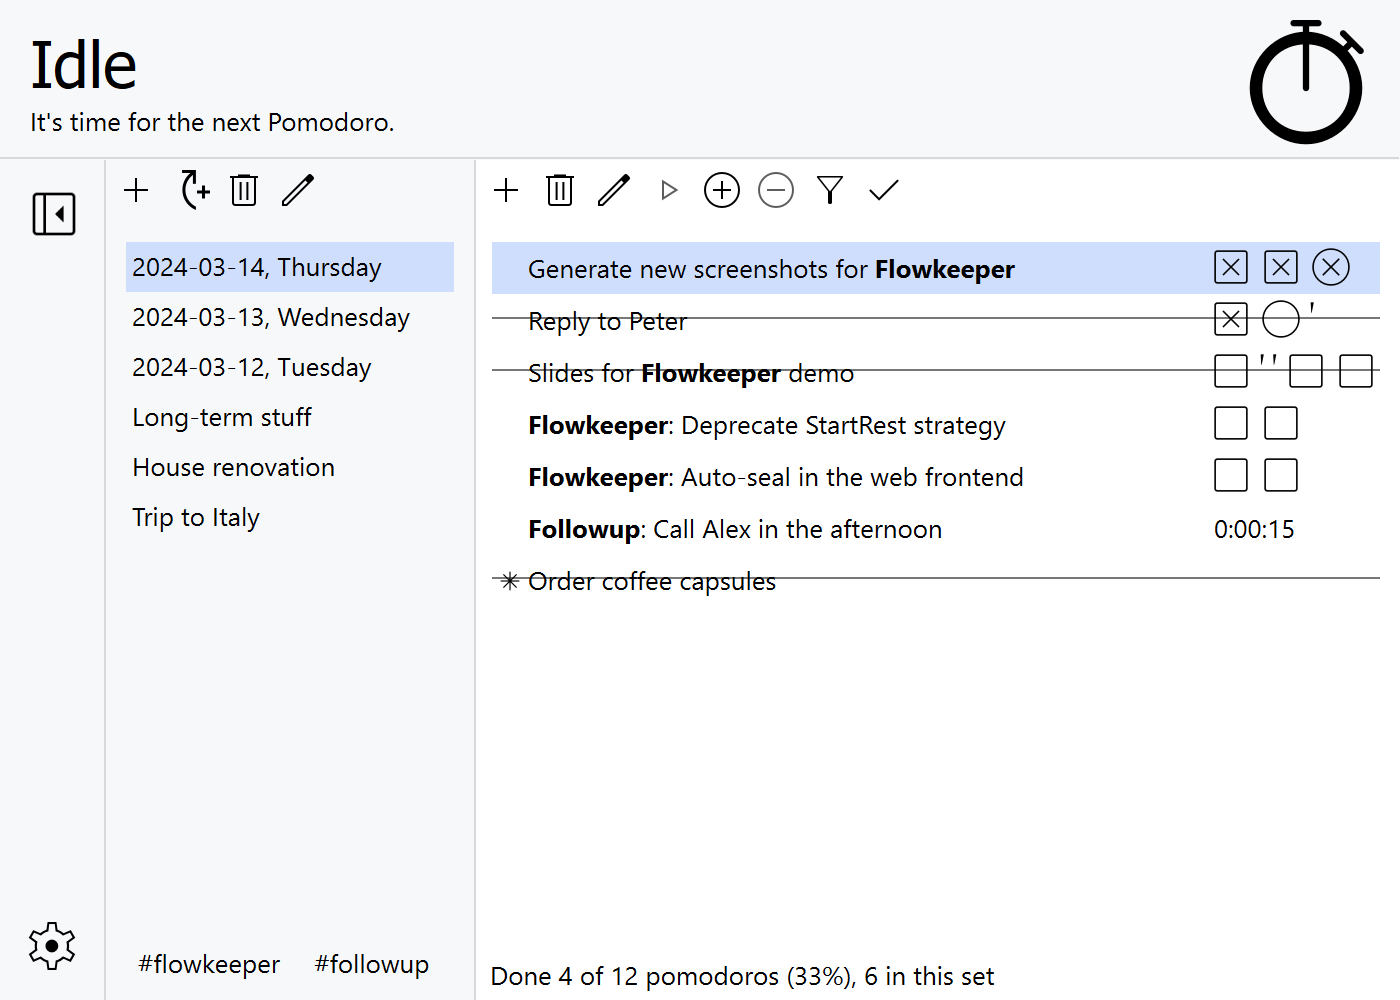 Idle
It's time for the next Pomodoro.
2024-03-14, Thursday
2024-03-13, Wednesday
2024-03-12, Tuesday
Long-term stuff
House renovation
Trip to Italy
#flowkeeper #followup
Generate new screenshots for Flowkeeper
Reply to Peter '
Slides for Flowkeeper demo ' '
Flowkeeper: Deprecate StartRest strategy
Flowkeeper: Auto-seal in the web frontend
Followup: Call Alex in the afternoon 0:00:15
Order coffee capsules
Done 4 of 12 pomodoros (33%), 6 in this set